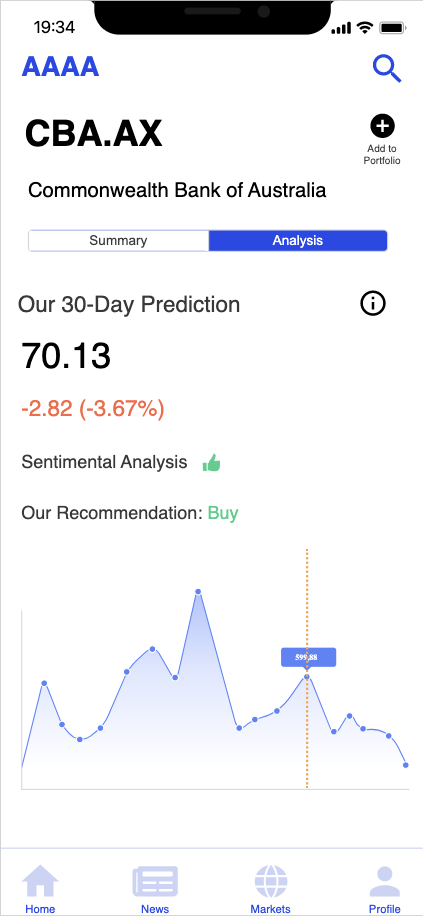 19:34
AAAA
CBA.AX
Add to
Portfolio
Commonwealth Bank of Australia
Summary
Analysis
Our 30-Day Prediction
70.13
-2.82 (-3.67%)
Sentimental Analysis
Our Recommendation: Buy
599,88
Home
News
Markets
Profile